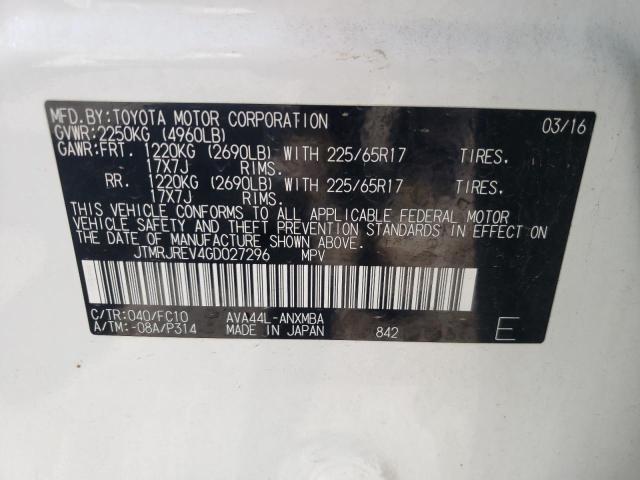 MFD.BY:TOYOTA MOTOR CORPORATION 03/16
GVWR:2250KG (4960LB)
GAWR:FRT. 1220KG (2690LB) WITH 225/65R17 TIRES.
17X7J RIMS.
RR. 1220KG (2690LB) WITH 225/65R17 TIRES.
17X7J RIMS.
THIS VEHICLE CONFORMS TO ALL APPLICABLE FEDERAL MOTOR
VEHICLE SAFETY AND THEFT PREVENTION STANDARDS IN EFFECT ON
THE DATE OF MANUFACTURE SHOWN ABOVE.
JTMRJREV4GD027296 MPV
C/TR:040/FC10 AVA44L-ANXMBA
A/TM:-08A/P314 MADE IN JAPAN 842 E